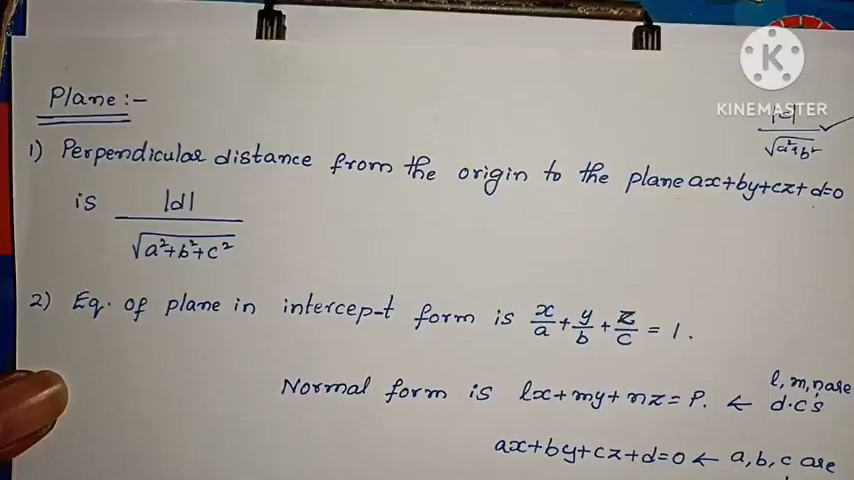 K
KINEMASTER
Plane :-
|c|
√a²+b²
1) Perpendicular distance from the origin to the plane ax+by+cz+d=0
is |d|
√a²+b²+c²
2) Eq. of plane in intercept form is x/a + y/b + z/c = 1.
Normal form is lx+my+nz=P. ← l, m, n are d.c's
ax+by+cz+d=0 ← a, b, c are